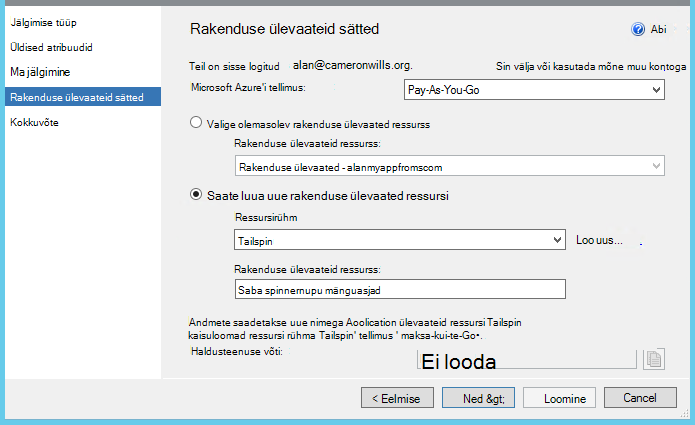 Jälgimise tüüp
Üldised atribuudid
Ma jälgimine
Rakenduse ülevaateid sätted
Kokkuvõte
Rakenduse ülevaateid sätted
Abi
Teil on sisse logitud alan@cameronwills.org. Sin välja või kasutada mõne muu kontoga
Microsoft Azure'i tellimus: Pay-As-You-Go
Valige olemasolev rakenduse ülevaated ressurss
Rakenduse ülevaateid ressurss:
Rakenduse ülevaated - alanmyappfromscom
Saate luua uue rakenduse ülevaated ressursi
Ressursirühm
Tailspin Loo uus...
Rakenduse ülevaateid ressurss:
Saba spinnernupu mänguasjad
Andmete saadetakse uue nimega Aoolication ülevaateid ressursi Tailspin
kaisuloomad ressursi rühma Tailspin' tellimus ' maksa-kui-te-Go•.
Haldusteenuse võti: Ei looda
< Eelmise Ned &gt; Loomine Cancel